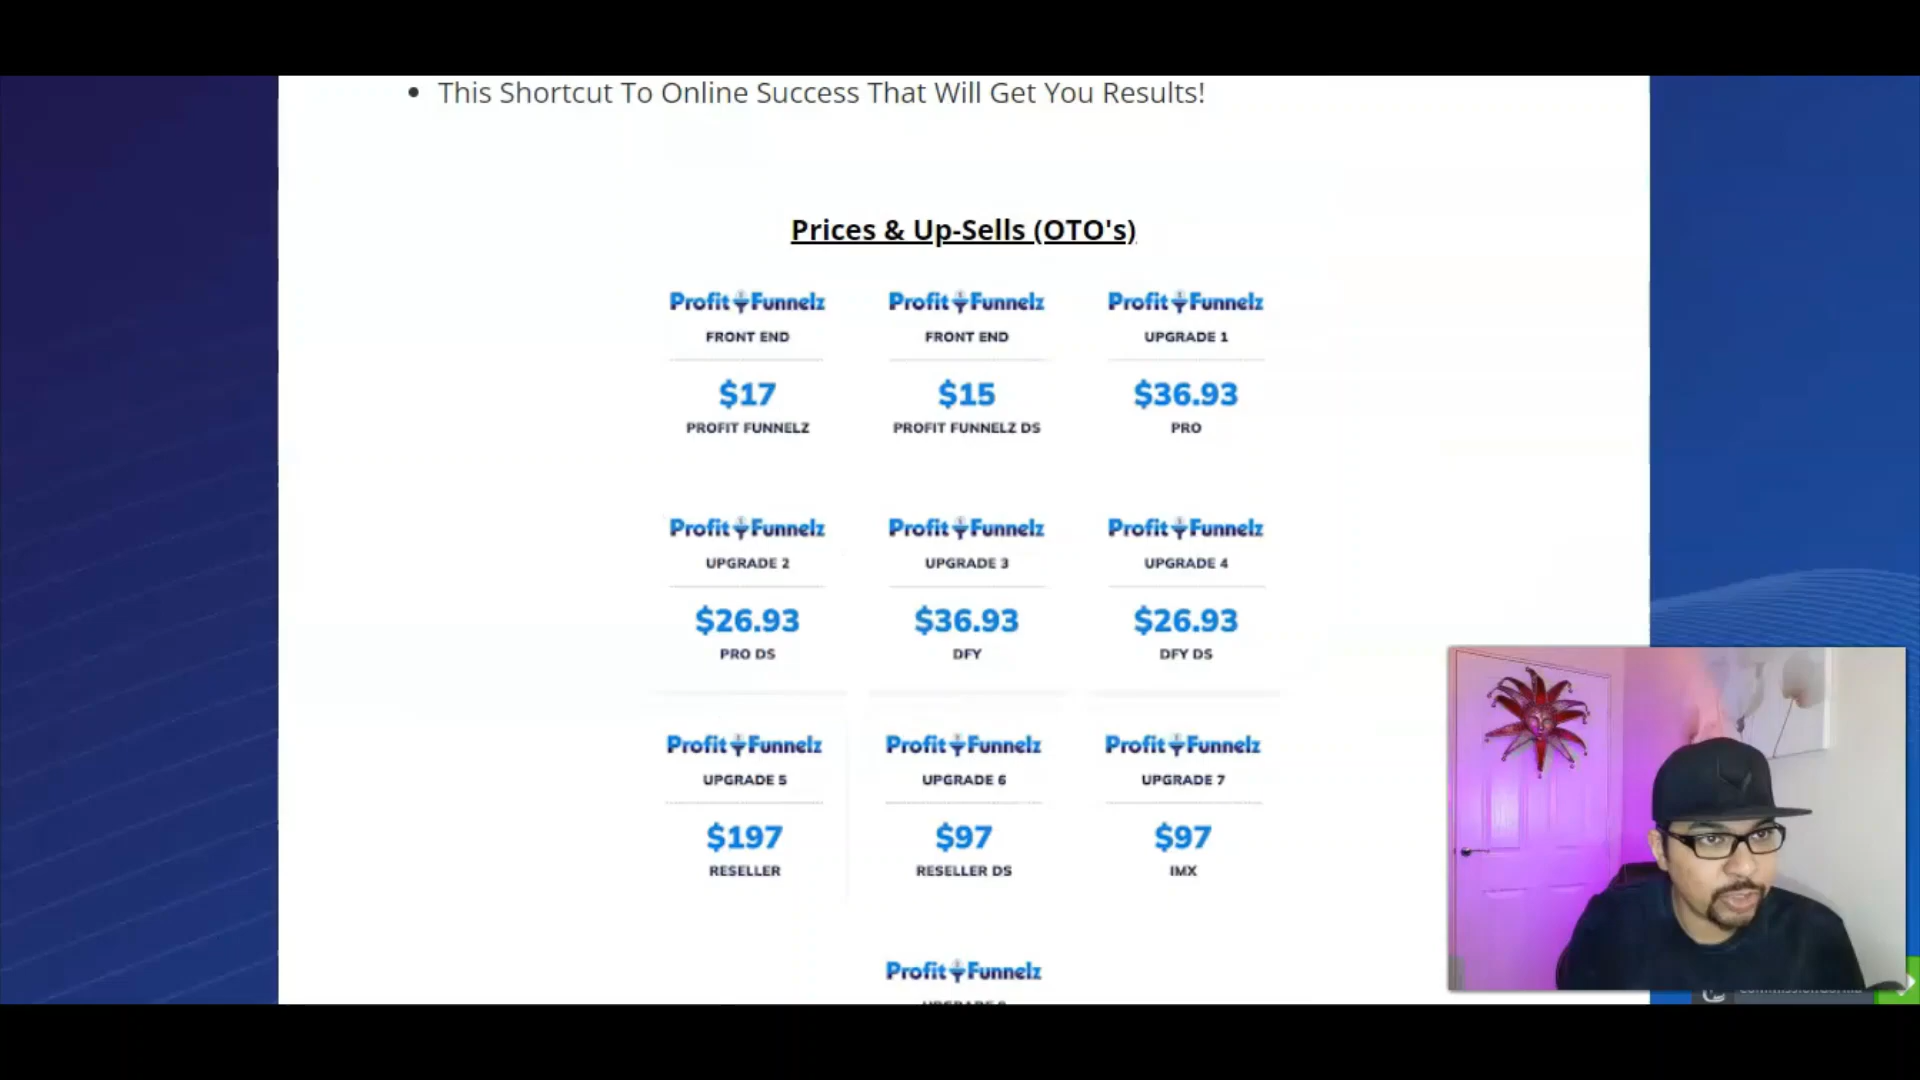 • This Shortcut To Online Success That Will Get You Results!
Prices & Up-Sells (OTO's)
Profit Funnelz Profit Funnelz Profit Funnelz
FRONT END FRONT END UPGRADE 1
$17 $15 $36.93
PROFIT FUNNELZ PROFIT FUNNELZ DS PRO
Profit Funnelz Profit Funnelz Profit Funnelz
UPGRADE 2 UPGRADE 3 UPGRADE 4
$26.93 $36.93 $26.93
PRO DS DFY DFY DS
Profit Funnelz Profit Funnelz Profit Funnelz
UPGRADE 5 UPGRADE 6 UPGRADE 7
$197 $97 $97
RESELLER RESELLER DS IMX
Profit Funnelz